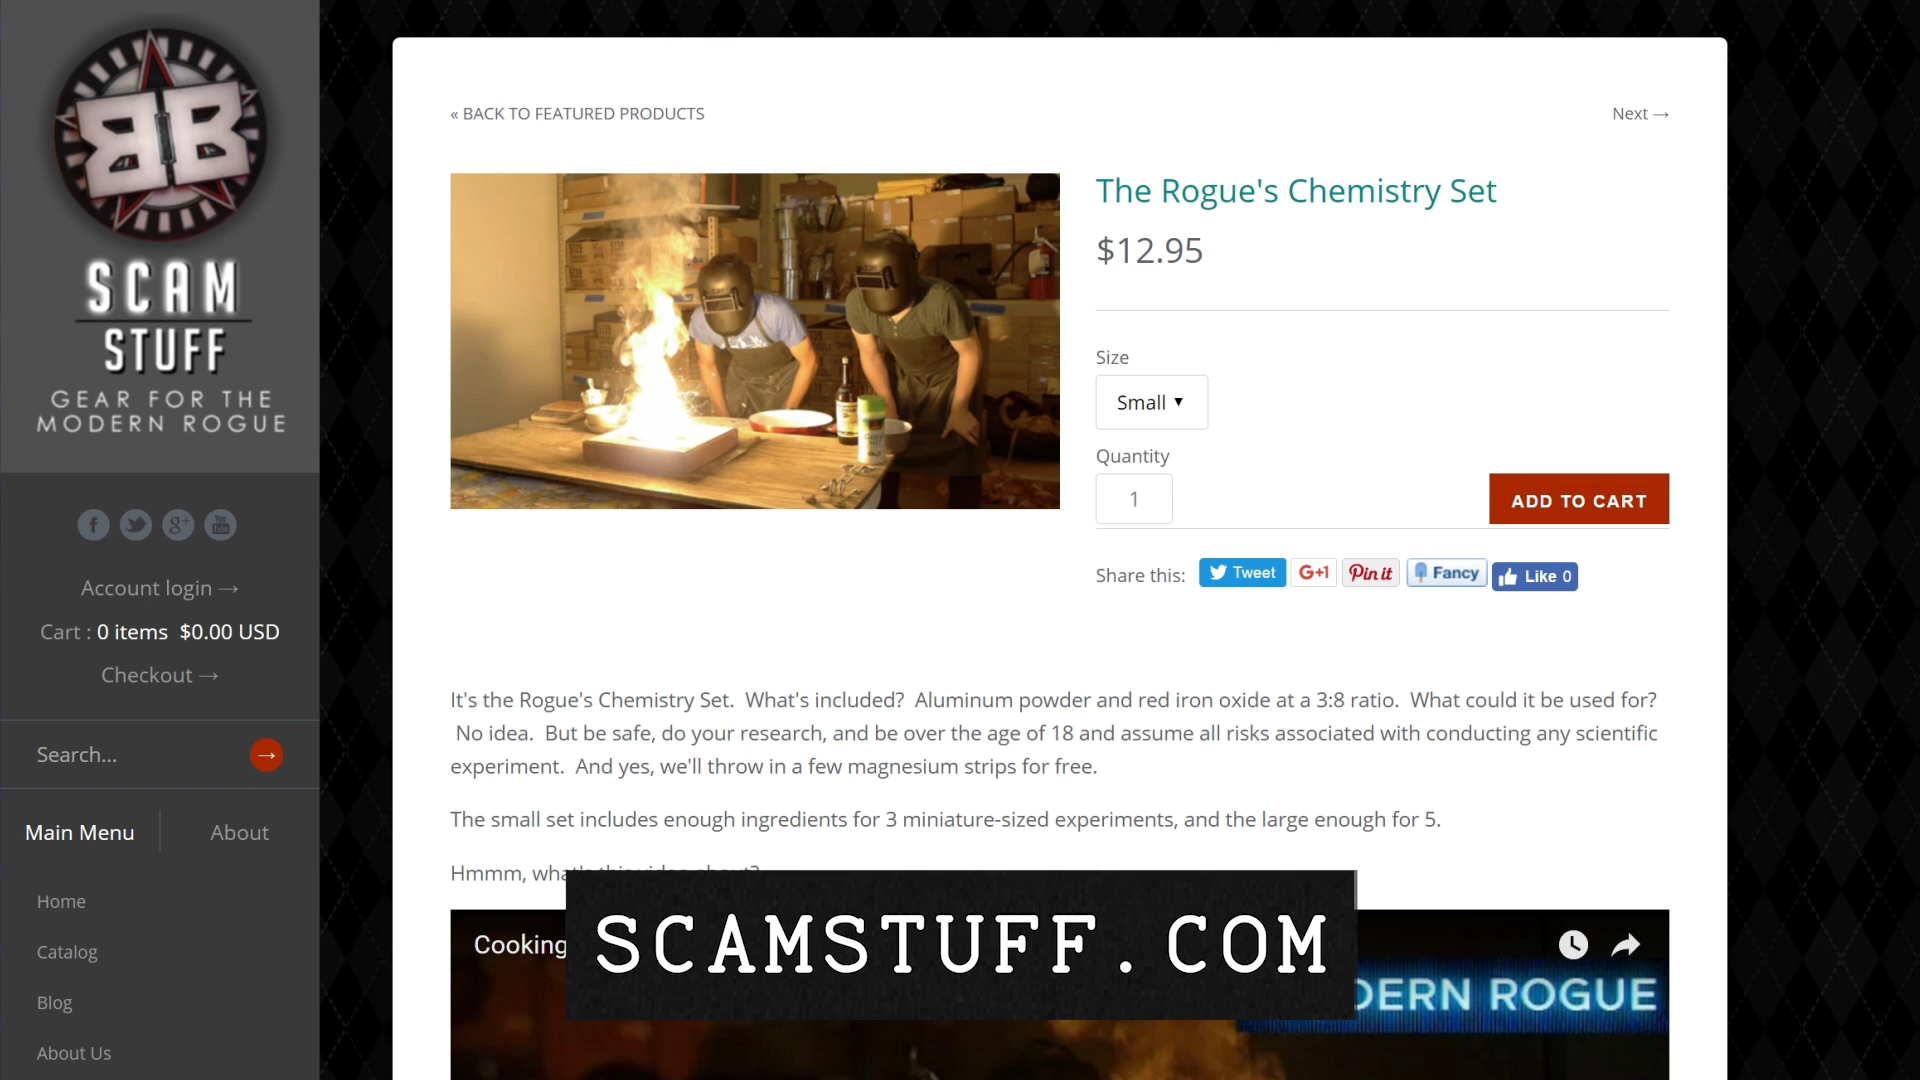 BB
SCAM
STUFF
GEAR FOR THE
MODERN ROGUE
Account login →
Cart : 0 items $0.00 USD
Checkout →
Search...
→
Main Menu
About
Home
Catalog
Blog
About Us
« BACK TO FEATURED PRODUCTS
Next →
The Rogue's Chemistry Set
$12.95
Size
Small ▼
Quantity
1
ADD TO CART
Share this:
Tweet
G+1
Pin it
Fancy
Like 0
It's the Rogue's Chemistry Set. What's included? Aluminum powder and red iron oxide at a 3:8 ratio. What could it be used for?
No idea. But be safe, do your research, and be over the age of 18 and assume all risks associated with conducting any scientific
experiment. And yes, we'll throw in a few magnesium strips for free.
The small set includes enough ingredients for 3 miniature-sized experiments, and the large enough for 5.
Hmmm, what's this video about?
Cooking
SCAMSTUFF.COM
DERN ROGUE